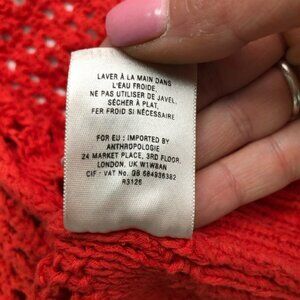 LAVER À LA MAIN DANS
L'EAU FROIDE,
NE PAS UTILISER DE JAVEL,
SÉCHER À PLAT,
FER FROID SI NÉCESSAIRE
FOR EU : IMPORTED BY
ANTHROPOLOGIE
24 MARKET PLACE, 3RD FLOOR,
LONDON, UK W1W8AN
CIF : VAT No. GB 684936382
R3126